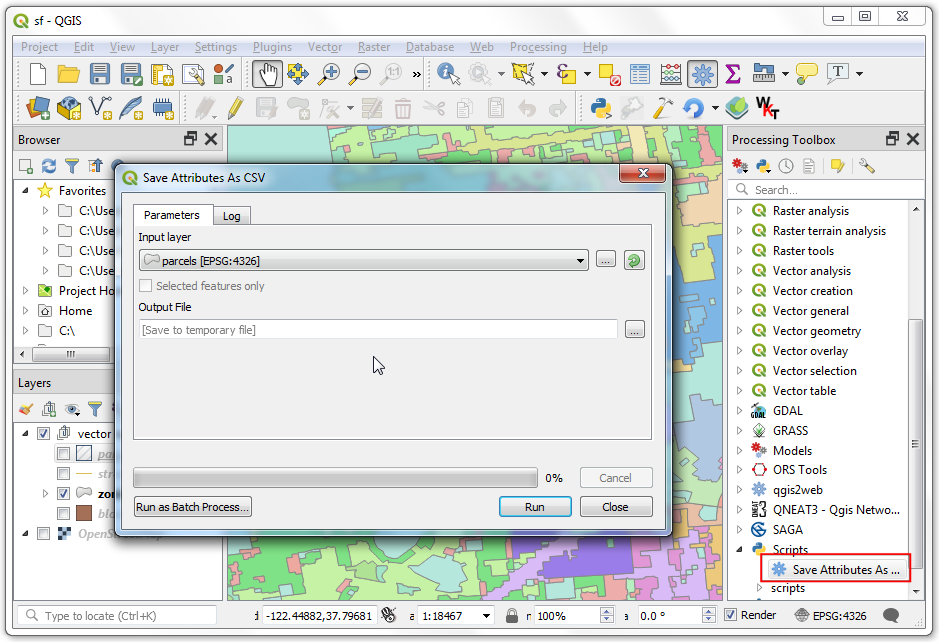 sf - QGIS
Project Edit View Layer Settings Plugins Vector Raster Database Web Processing Help
Browser
Favorites
C:\Use
C:\Use
C:\Use
C:\Use
Project Ho
Home
C:\
Layers
vector
pa
str
zon
blo
OpenStreetMap
Save Attributes As CSV
Parameters Log
Input layer
parcels [EPSG:4326]
...
Selected features only
Output File
[Save to temporary file]
...
0%
Cancel
Run as Batch Process...
Run
Close
Processing Toolbox
Search...
Raster analysis
Raster terrain analysis
Raster tools
Vector analysis
Vector creation
Vector general
Vector geometry
Vector overlay
Vector selection
Vector table
GDAL
GRASS
Models
ORS Tools
qgis2web
QNEAT3 - Qgis Netwo...
SAGA
Scripts
Save Attributes As ...
scripts
Type to locate (Ctrl+K)
-122.44882,37.79681
1:18467
100%
0.0 °
Render
EPSG:4326